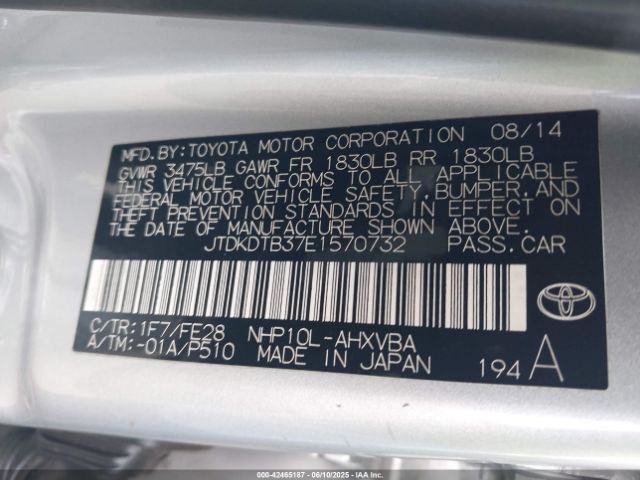 MFD.BY:TOYOTA MOTOR CORPORATION 08/14
GVWR 3475LB GAWR FR 1830LB RR 1830LB
THIS VEHICLE CONFORMS TO ALL APPLICABLE
FEDERAL MOTOR VEHICLE SAFETY,BUMPER,AND
THEFT PREVENTION STANDARDS IN EFFECT ON
THE DATE OF MANUFACTURE SHOWN ABOVE.
JTDKDTB37E1570732 PASS.CAR
C/TR:1F7/FE28 NHP10L-AHXVBA
A/TM:-01A/P510 MADE IN JAPAN 194 A
000-42465187 - 06/10/2025 - Copyright IAA, Inc.